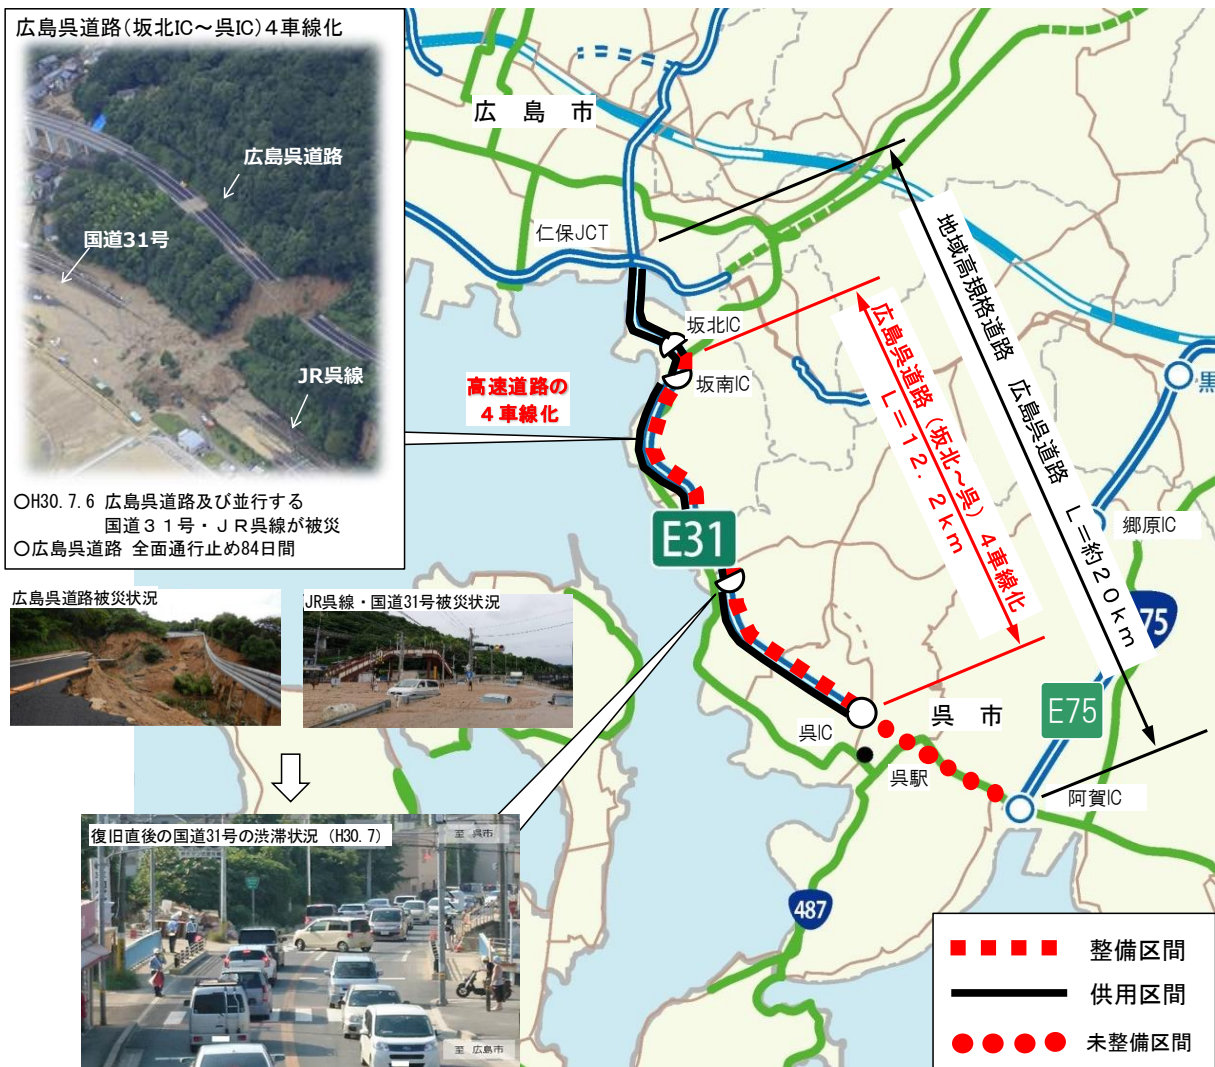 広島呉道路(坂北IC～呉IC)４車線化
広島呉道路
国道31号
JR呉線
○H30.7.6 広島呉道路及び並行する
国道３１号・ＪＲ呉線が被災
○広島呉道路 全面通行止め84日間
広島呉道路被災状況
JR呉線・国道31号被災状況
復旧直後の国道31号の渋滞状況（H30.7）
至 呉市
至 広島市
広 島 市
仁保JCT
坂北IC
坂南IC
高速道路の
４車線化
E31
地域高規格道路 広島呉道路 Ｌ＝約２０ｋｍ
広島呉道路（坂北～呉）４車線化
Ｌ＝１２．２ｋｍ
黒
郷原IC
75
E75
呉 市
呉IC
呉駅
阿賀IC
487
整備区間
供用区間
未整備区間